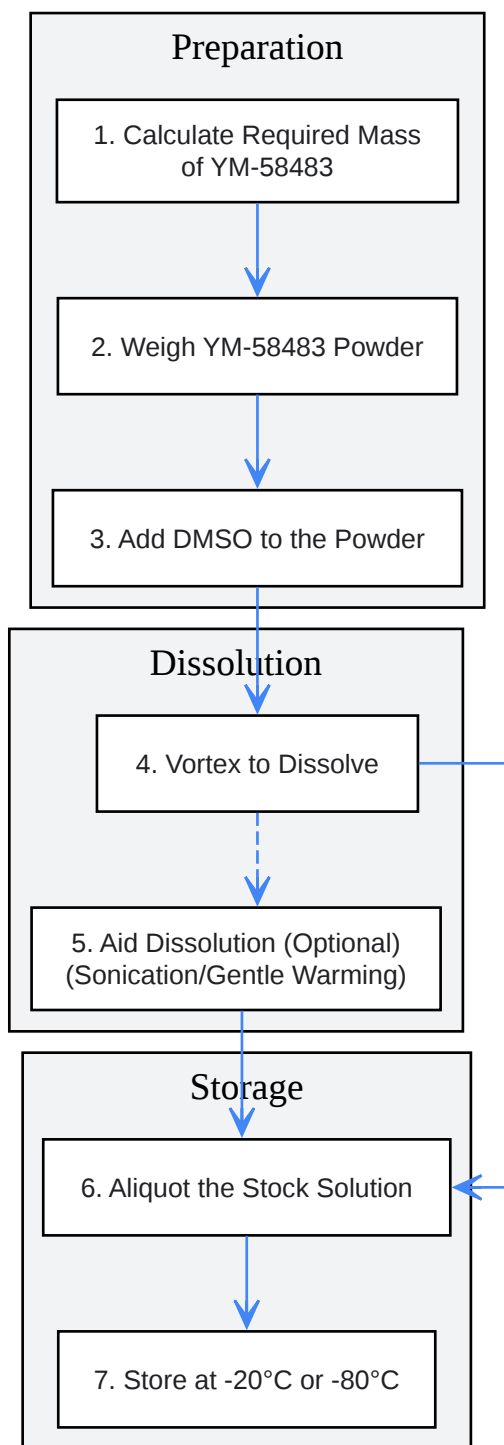 Preparation
1. Calculate Required Mass
of YM-58483
2. Weigh YM-58483 Powder
3. Add DMSO to the Powder
Dissolution
4. Vortex to Dissolve
5. Aid Dissolution (Optional)
(Sonication/Gentle Warming)
Storage
6. Aliquot the Stock Solution
7. Store at -20°C or -80°C